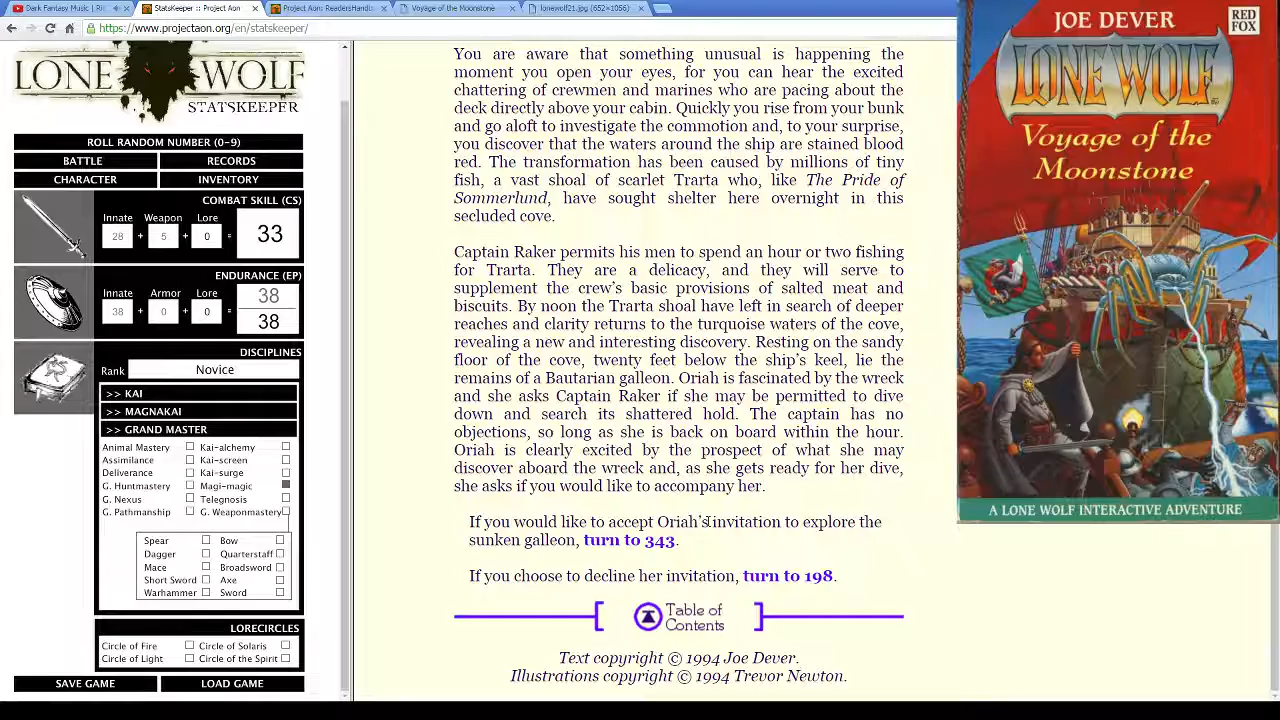 Dark Fantasy Music | Ri
StatsKeeper :: Project Aon
Project Aon: ReadersHandb
Voyage of the Moonstone
lonewolf21.jpg (652×1056)
https://www.projectaon.org/en/statskeeper/
LONE WOLF
STATSKEEPER
ROLL RANDOM NUMBER (0-9)
BATTLE RECORDS
CHARACTER INVENTORY
COMBAT SKILL (CS)
Innate Weapon Lore
28 + 5 + 0 = 33
ENDURANCE (EP)
Innate Armor Lore
38
38 + 0 + 0 = 38
DISCIPLINES
Rank Novice
>> KAI
>> MAGNAKAI
>> GRAND MASTER
Animal Mastery Kai-alchemy
Assimilance Kai-screen
Deliverance Kai-surge
G. Huntmastery Magi-magic
G. Nexus Telegnosis
G. Pathmanship G. Weaponmastery
Spear Bow
Dagger Quarterstaff
Mace Broadsword
Short Sword Axe
Warhammer Sword
LORECIRCLES
Circle of Fire Circle of Solaris
Circle of Light Circle of the Spirit
SAVE GAME LOAD GAME
You are aware that something unusual is happening the
moment you open your eyes, for you can hear the excited
chattering of crewmen and marines who are pacing about the
deck directly above your cabin. Quickly you rise from your bunk
and go aloft to investigate the commotion and, to your surprise,
you discover that the waters around the ship are stained blood
red. The transformation has been caused by millions of tiny
fish, a vast shoal of scarlet Trarta who, like The Pride of
Sommerlund, have sought shelter here overnight in this
secluded cove.
Captain Raker permits his men to spend an hour or two fishing
for Trarta. They are a delicacy, and they will serve to
supplement the crew's basic provisions of salted meat and
biscuits. By noon the Trarta shoal have left in search of deeper
reaches and clarity returns to the turquoise waters of the cove,
revealing a new and interesting discovery. Resting on the sandy
floor of the cove, twenty feet below the ship's keel, lie the
remains of a Bautarian galleon. Oriah is fascinated by the wreck
and she asks Captain Raker if she may be permitted to dive
down and search its shattered hold. The captain has no
objections, so long as she is back on board within the hour.
Oriah is clearly excited by the prospect of what she may
discover aboard the wreck and, as she gets ready for her dive,
she asks if you would like to accompany her.
If you would like to accept Oriah's invitation to explore the
sunken galleon, turn to 343.
If you choose to decline her invitation, turn to 198.
Table of
Contents
Text copyright © 1994 Joe Dever.
Illustrations copyright © 1994 Trevor Newton.
JOE DEVER
RED
FOX
LONE WOLF
Voyage of the
Moonstone
A LONE WOLF INTERACTIVE ADVENTURE